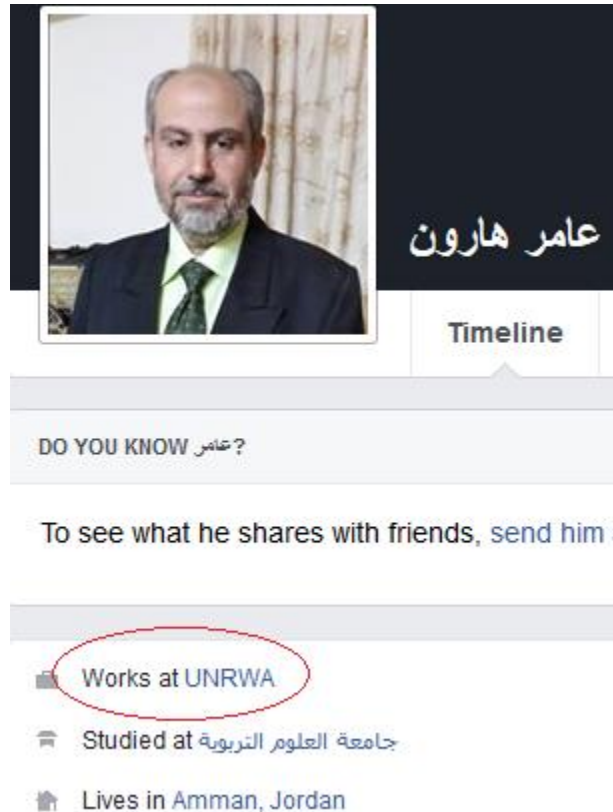 عامر هارون
Timeline
DO YOU KNOW عامر?
To see what he shares with friends, send him
Works at UNRWA
Studied at جامعة العلوم التربوية
Lives in Amman, Jordan